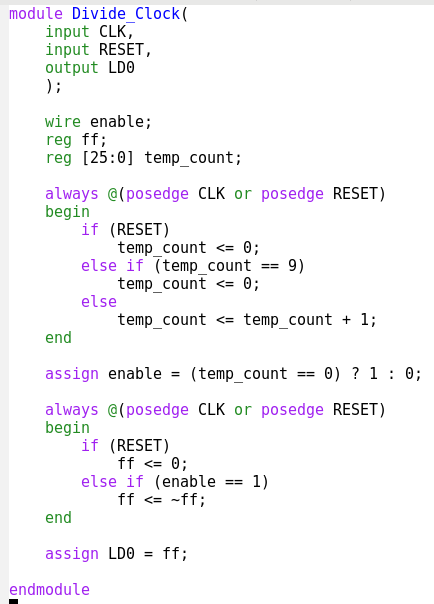 module Divide_Clock(
    input CLK,
    input RESET,
    output LD0
    );

    wire enable;
    reg ff;
    reg [25:0] temp_count;

    always @(posedge CLK or posedge RESET)
    begin
        if (RESET)
            temp_count <= 0;
        else if (temp_count == 9)
            temp_count <= 0;
        else
            temp_count <= temp_count + 1;
    end

    assign enable = (temp_count == 0) ? 1 : 0;

    always @(posedge CLK or posedge RESET)
    begin
        if (RESET)
            ff <= 0;
        else if (enable == 1)
            ff <= ~ff;
    end

    assign LD0 = ff;

endmodule